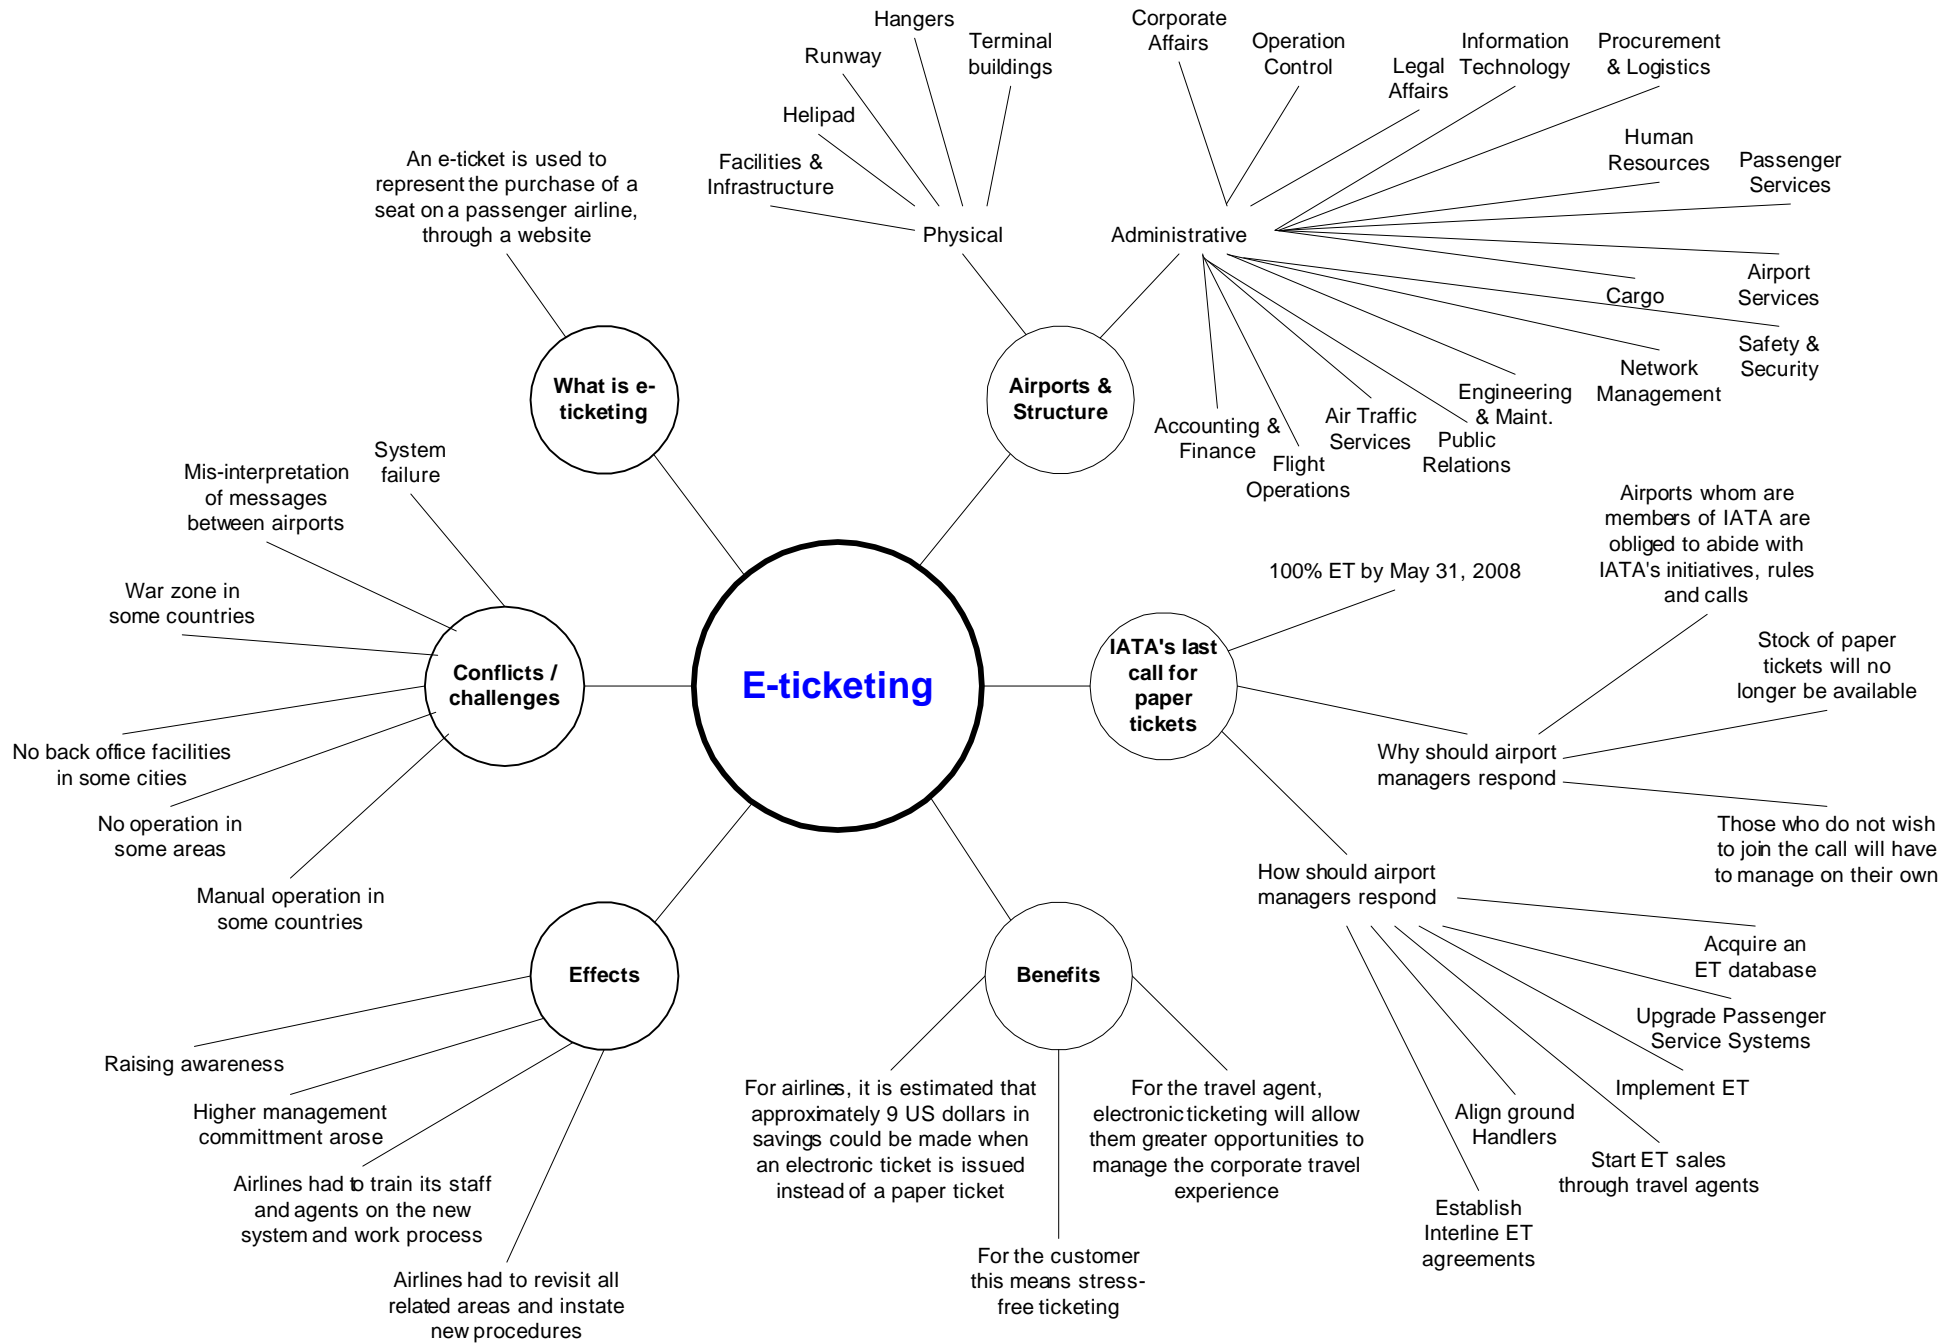 Hangers
Terminal
buildings
Runway
Helipad
Facilities &
Infrastructure
Physical
Corporate
Affairs
Operation
Control
Legal
Affairs
Information
Technology
Procurement
& Logistics
Human
Resources
Passenger
Services
Administrative
Airport
Services
Cargo
Safety &
Security
Network
Management
Engineering
& Maint.
Public
Relations
Air Traffic
Services
Flight
Operations
Accounting &
Finance
An e-ticket is used to
represent the purchase of a
seat on a passenger airline,
through a website
What is e-
ticketing
Airports &
Structure
System
failure
Mis-interpretation
of messages
between airports
War zone in
some countries
Conflicts /
challenges
No back office facilities
in some cities
No operation in
some areas
Manual operation in
some countries
E-ticketing
IATA's last
call for
paper
tickets
100% ET by May 31, 2008
Airports whom are
members of IATA are
obliged to abide with
IATA's initiatives, rules
and calls
Stock of paper
tickets will no
longer be available
Why should airport
managers respond
Those who do not wish
to join the call will have
to manage on their own
How should airport
managers respond
Acquire an
ET database
Upgrade Passenger
Service Systems
Implement ET
Start ET sales
through travel agents
Align ground
Handlers
Establish
Interline ET
agreements
Effects
Raising awareness
Higher management
committment arose
Airlines had to train its staff
and agents on the new
system and work process
Airlines had to revisit all
related areas and instate
new procedures
Benefits
For airlines, it is estimated that
approximately 9 US dollars in
savings could be made when
an electronic ticket is issued
instead of a paper ticket
For the customer
this means stress-
free ticketing
For the travel agent,
electronic ticketing will allow
them greater opportunities to
manage the corporate travel
experience